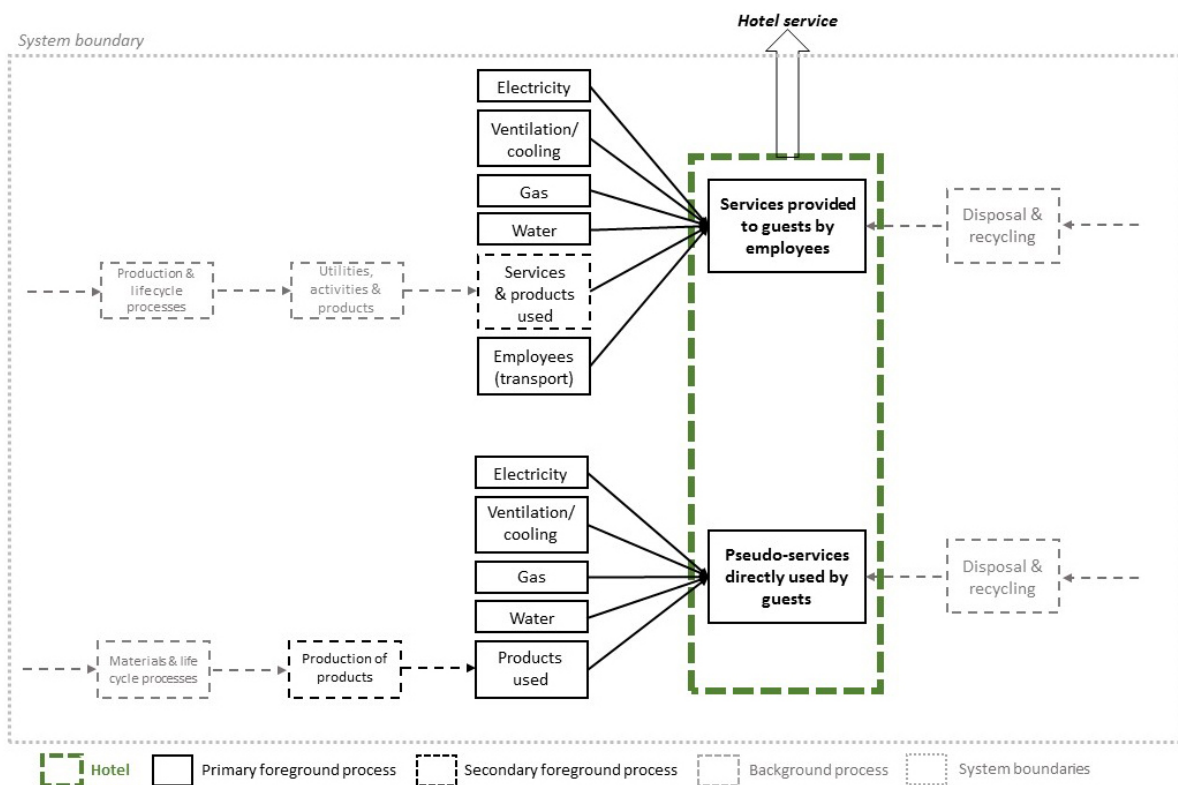 Hotel service
System boundary
Electricity
Ventilation/
cooling
Gas
Water
Services
& products
used
Employees
(transport)
Production &
life cycle
processes
Utilities,
activities &
products
Services provided
to guests by
employees
Disposal &
recycling
Electricity
Ventilation/
cooling
Gas
Water
Products
used
Materials & life
cycle processes
Production of
products
Pseudo-services
directly used by
guests
Disposal &
recycling
Hotel
Primary foreground process
Secondary foreground process
Background process
System boundaries